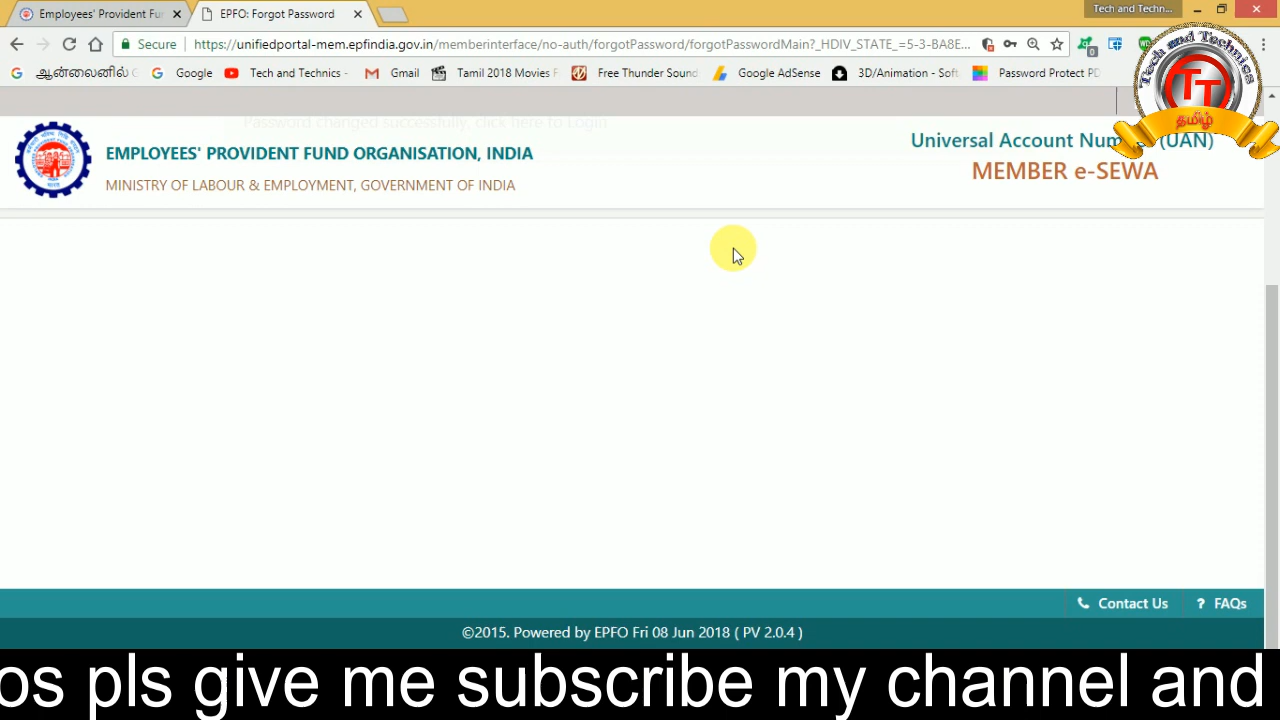 Employees' Provident Fu
EPFO: Forgot Password
Tech and Techn...
Secure
https://unifiedportal-mem.epfindia.gov.in/memberinterface/no-auth/forgotPassword/forgotPasswordMain?_HDIV_STATE_=5-3-BA8E...
0
ஆன்லைனில் G
Google
Tech and Technics -
Gmail
Tamil 2018 Movies F
Free Thunder Sound
Google AdSense
3D/Animation - Soft
Password Protect PD
Tech and Technics
TT
தமிழ்
Password changed successfully, click here to Login
EMPLOYEES' PROVIDENT FUND ORGANISATION, INDIA
MINISTRY OF LABOUR & EMPLOYMENT, GOVERNMENT OF INDIA
Universal Account Num (UAN)
MEMBER e-SEWA
Contact Us
? FAQs
©2015. Powered by EPFO Fri 08 Jun 2018 ( PV 2.0.4 )
os pls give me subscribe my channel and